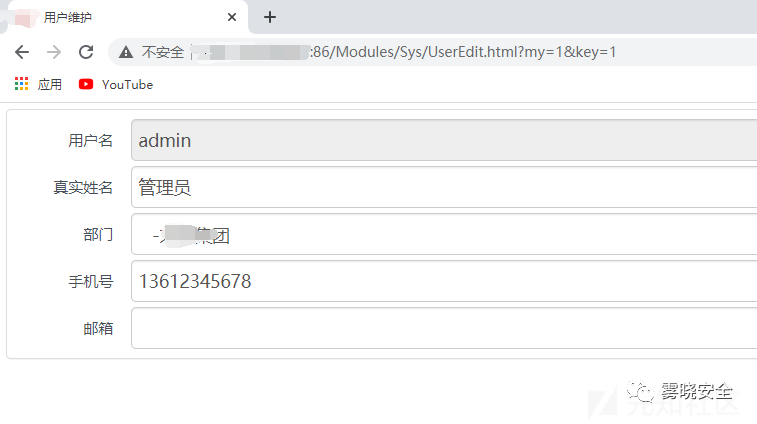 用户维护
不安全 :86/Modules/Sys/UserEdit.html?my=1&key=1
应用 YouTube
用户名 admin
真实姓名 管理员
部门 集团
手机号 13612345678
邮箱
雾晓安全
先知社区